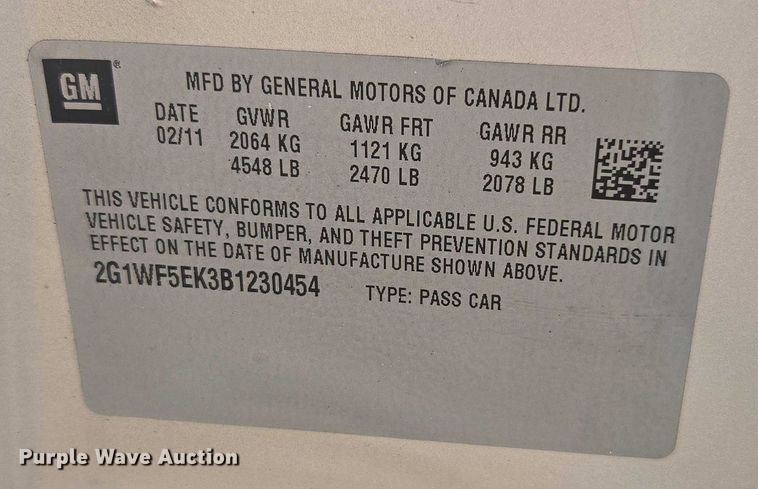 GM®
MFD BY GENERAL MOTORS OF CANADA LTD.
DATE GVWR GAWR FRT GAWR RR
02/11 2064 KG 1121 KG 943 KG
4548 LB 2470 LB 2078 LB
THIS VEHICLE CONFORMS TO ALL APPLICABLE U.S. FEDERAL MOTOR
VEHICLE SAFETY, BUMPER, AND THEFT PREVENTION STANDARDS IN
EFFECT ON THE DATE OF MANUFACTURE SHOWN ABOVE.
2G1WF5EK3B1230454 TYPE: PASS CAR
Purple Wave Auction